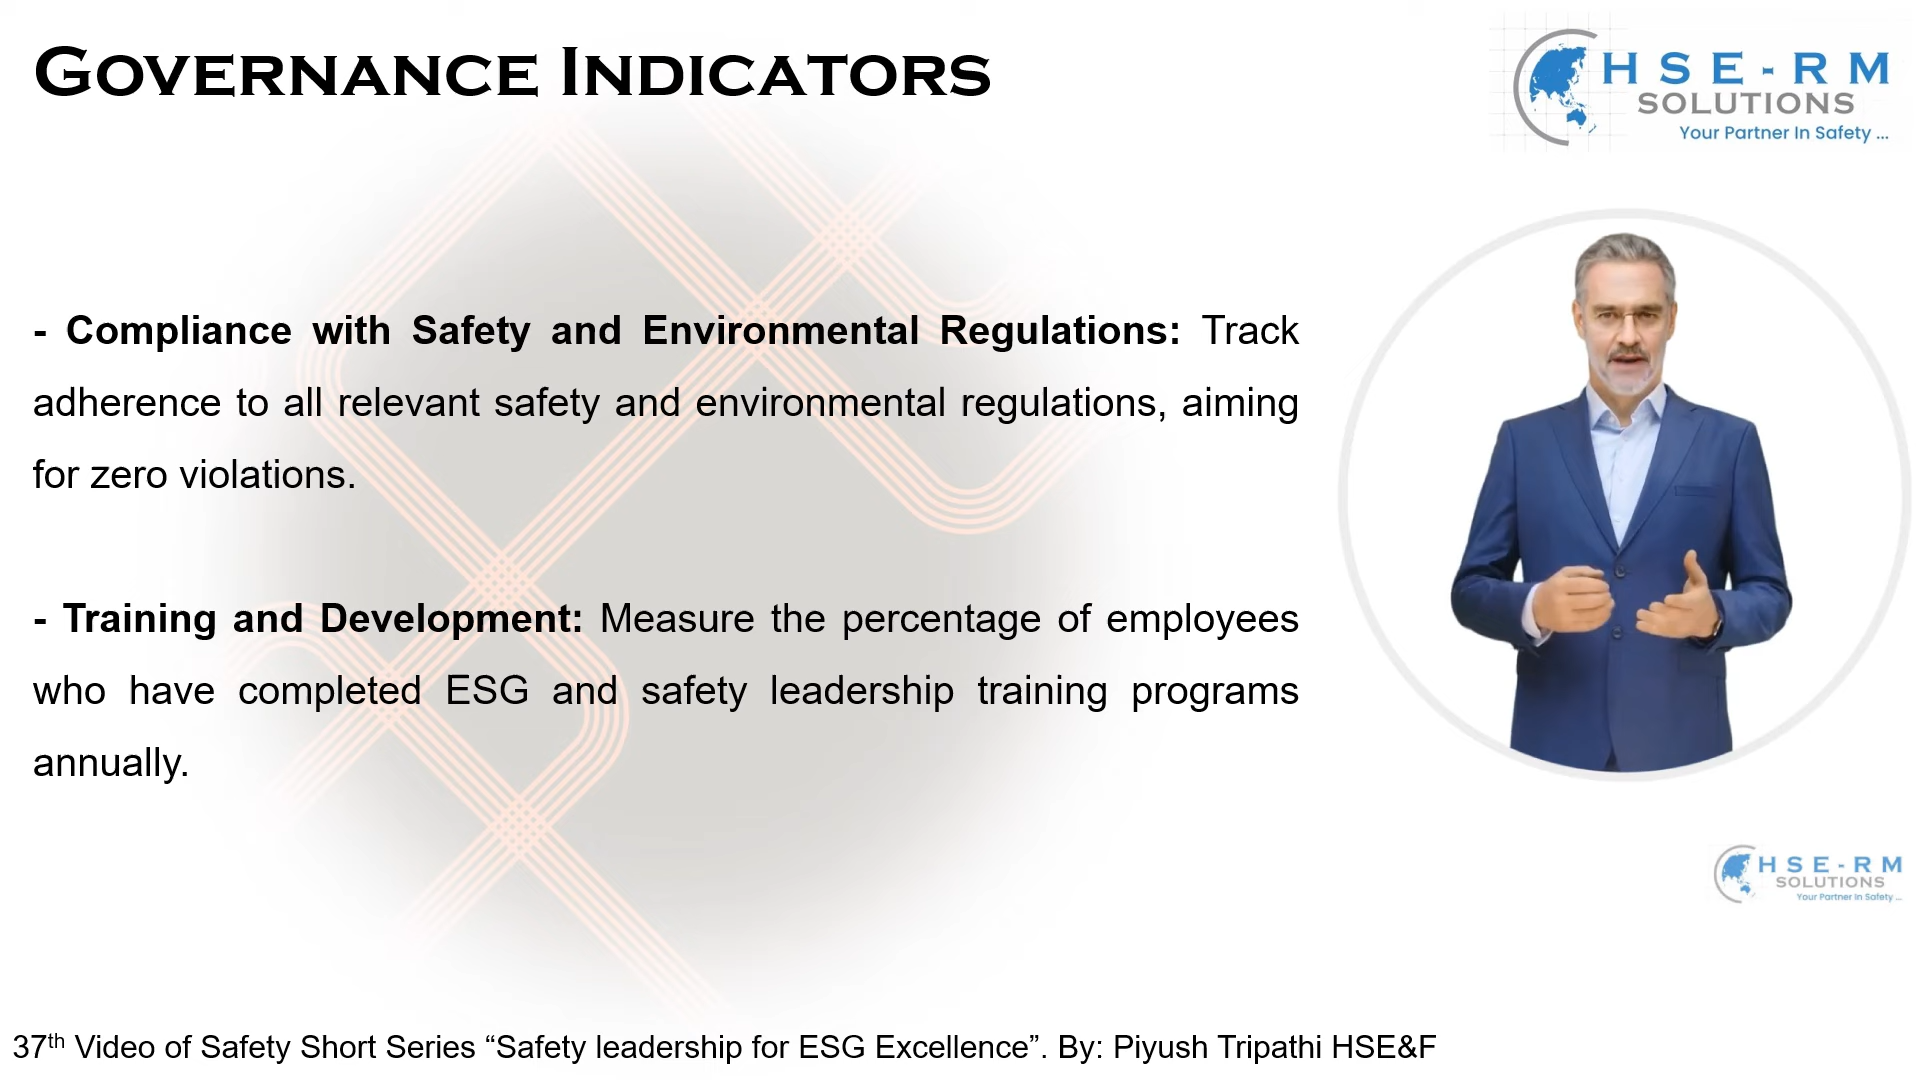 GOVERNANCE INDICATORS
HSE-RM
SOLUTIONS
Your Partner In Safety ...
- Compliance with Safety and Environmental Regulations: Track
adherence to all relevant safety and environmental regulations, aiming
for zero violations.
- Training and Development: Measure the percentage of employees
who have completed ESG and safety leadership training programs
annually.
HSE-RM
SOLUTIONS
Your Partner In Safety ...
37th Video of Safety Short Series “Safety leadership for ESG Excellence”. By: Piyush Tripathi HSE&F